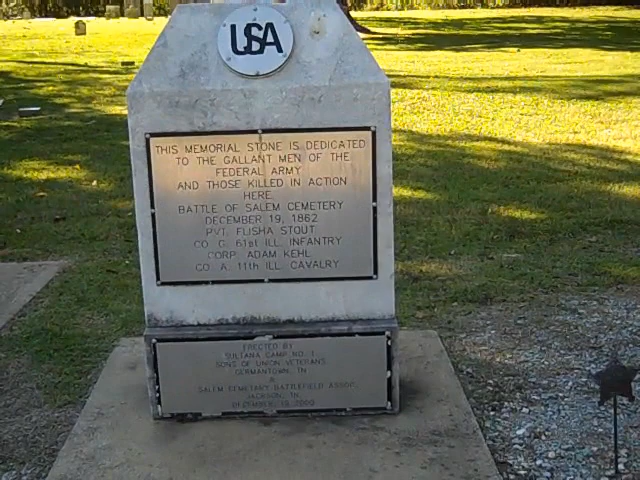 USA
THIS MEMORIAL STONE IS DEDICATED
TO THE GALLANT MEN OF THE
FEDERAL ARMY
AND THOSE KILLED IN ACTION
HERE
BATTLE OF SALEM CEMETERY
DECEMBER 19, 1862
PVT. ELISHA STOUT
CO. G. 61st ILL. INFANTRY
CORP. ADAM KEHL
CO. A. 11th ILL. CAVALRY
ERECTED BY
SULTANA CAMP NO. 1
SONS OF UNION VETERANS
GERMANTOWN, TN
&
SALEM CEMETARY BATTLEFIELD ASSOC.
JACKSON, TN
DECEMBER 2000